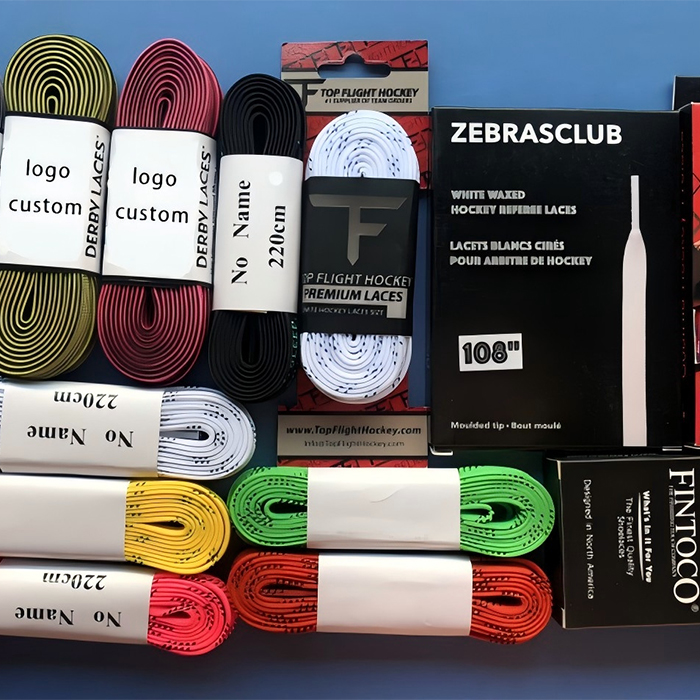 logo
custom
DERBY LACES
logo
custom
DERBY LACES
No Name
220cm
TOP FLIGHT HOCKEY
#1 SUPPLIER OF TEAM ORDERS
TF
TOP FLIGHT HOCKEY
PREMIUM LACES
www.TopFlightHockey.com
ZEBRASCLUB
WHITE WAXED
HOCKEY REFEREE LACES
LACETS BLANCS CIRÉS
POUR ARBITRE DE HOCKEY
108"
Moulded tip • Bout moulé
No Name
220cm
No Name
220cm
FINTOCO®
What's In It For You
The Finest Quality
Shoelaces
Designed in North America